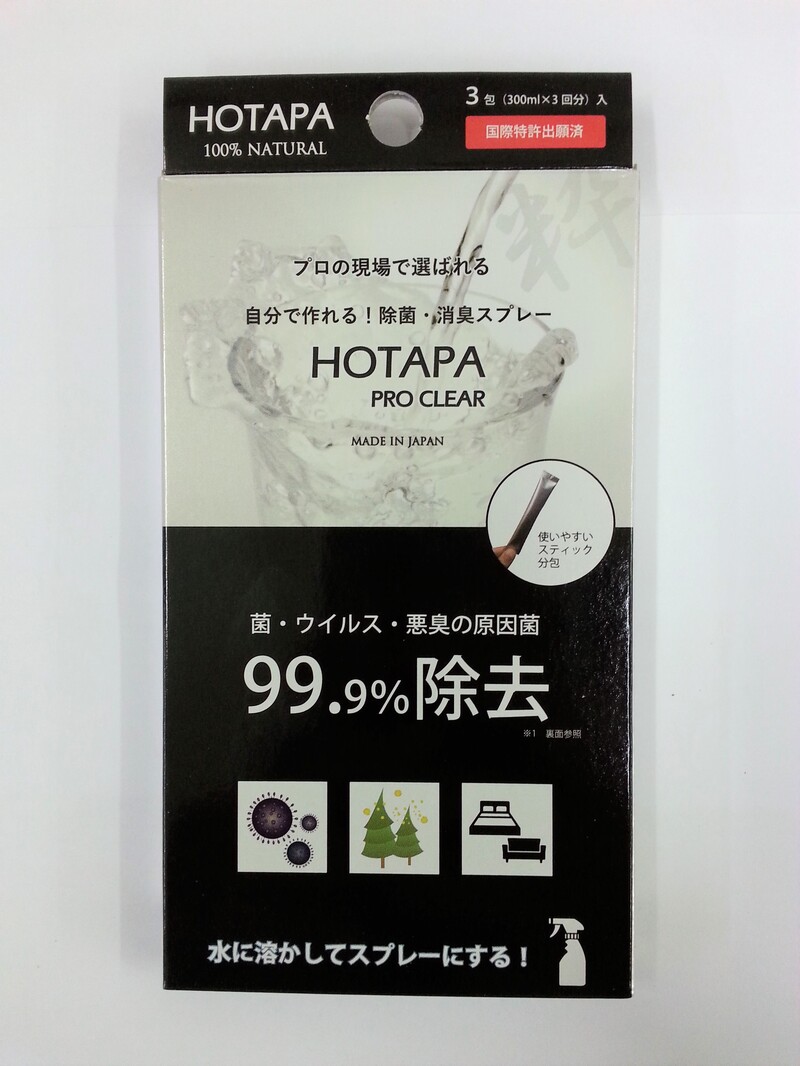 HOTAPA
100% NATURAL
3包（300ml×3回分）入
国際特許出願済
粋
プロの現場で選ばれる
自分で作れる！除菌・消臭スプレー
HOTAPA
PRO CLEAR
MADE IN JAPAN
使いやすい
スティック
分包
菌・ウイルス・悪臭の原因菌
99.9%除去
※1 裏面参照
水に溶かしてスプレーにする！